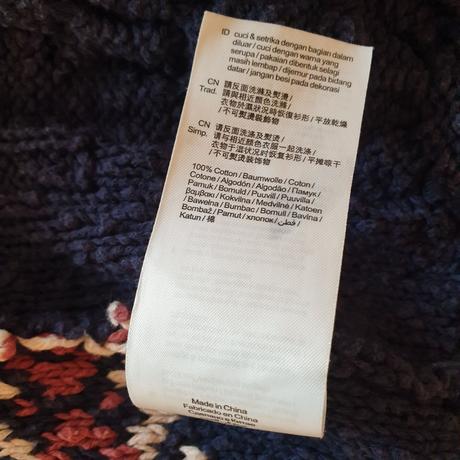 ID cuci & setrika dengan bagian dalam
diluar / cuci dengan warna yang
serupa / pakaian dibentuk selagi
masih lembap / dijemur pada bidang
datar / jangan besi pada dekorasi
CN 請反面洗滌及熨燙 /
Trad. 請與相近顏色洗滌 /
衣物於濕狀況時恢復衫形 / 平放乾燥
/ 不可熨燙裝飾物
CN 请反面洗涤及熨烫 /
Simp. 请与相近颜色衣服一起洗涤 /
衣物于湿状况时恢复衫形 / 平摊晾干
/ 不可熨烫装饰物
100% Cotton / Baumwolle / Coton /
Cotone / Algodón / Algodão / Памук /
Pamuk / Bomuld / Puuvill / Puuvilla /
βαμβακι / Kokvilna / Medvilnė / Katoen
/ Bawełna / Bumbac / Bomull / Bavlna /
Bombaž / Pamut / хлопок / قطن /
Katun / 棉
Made in China
Fabricado en China
Сделано в Китае